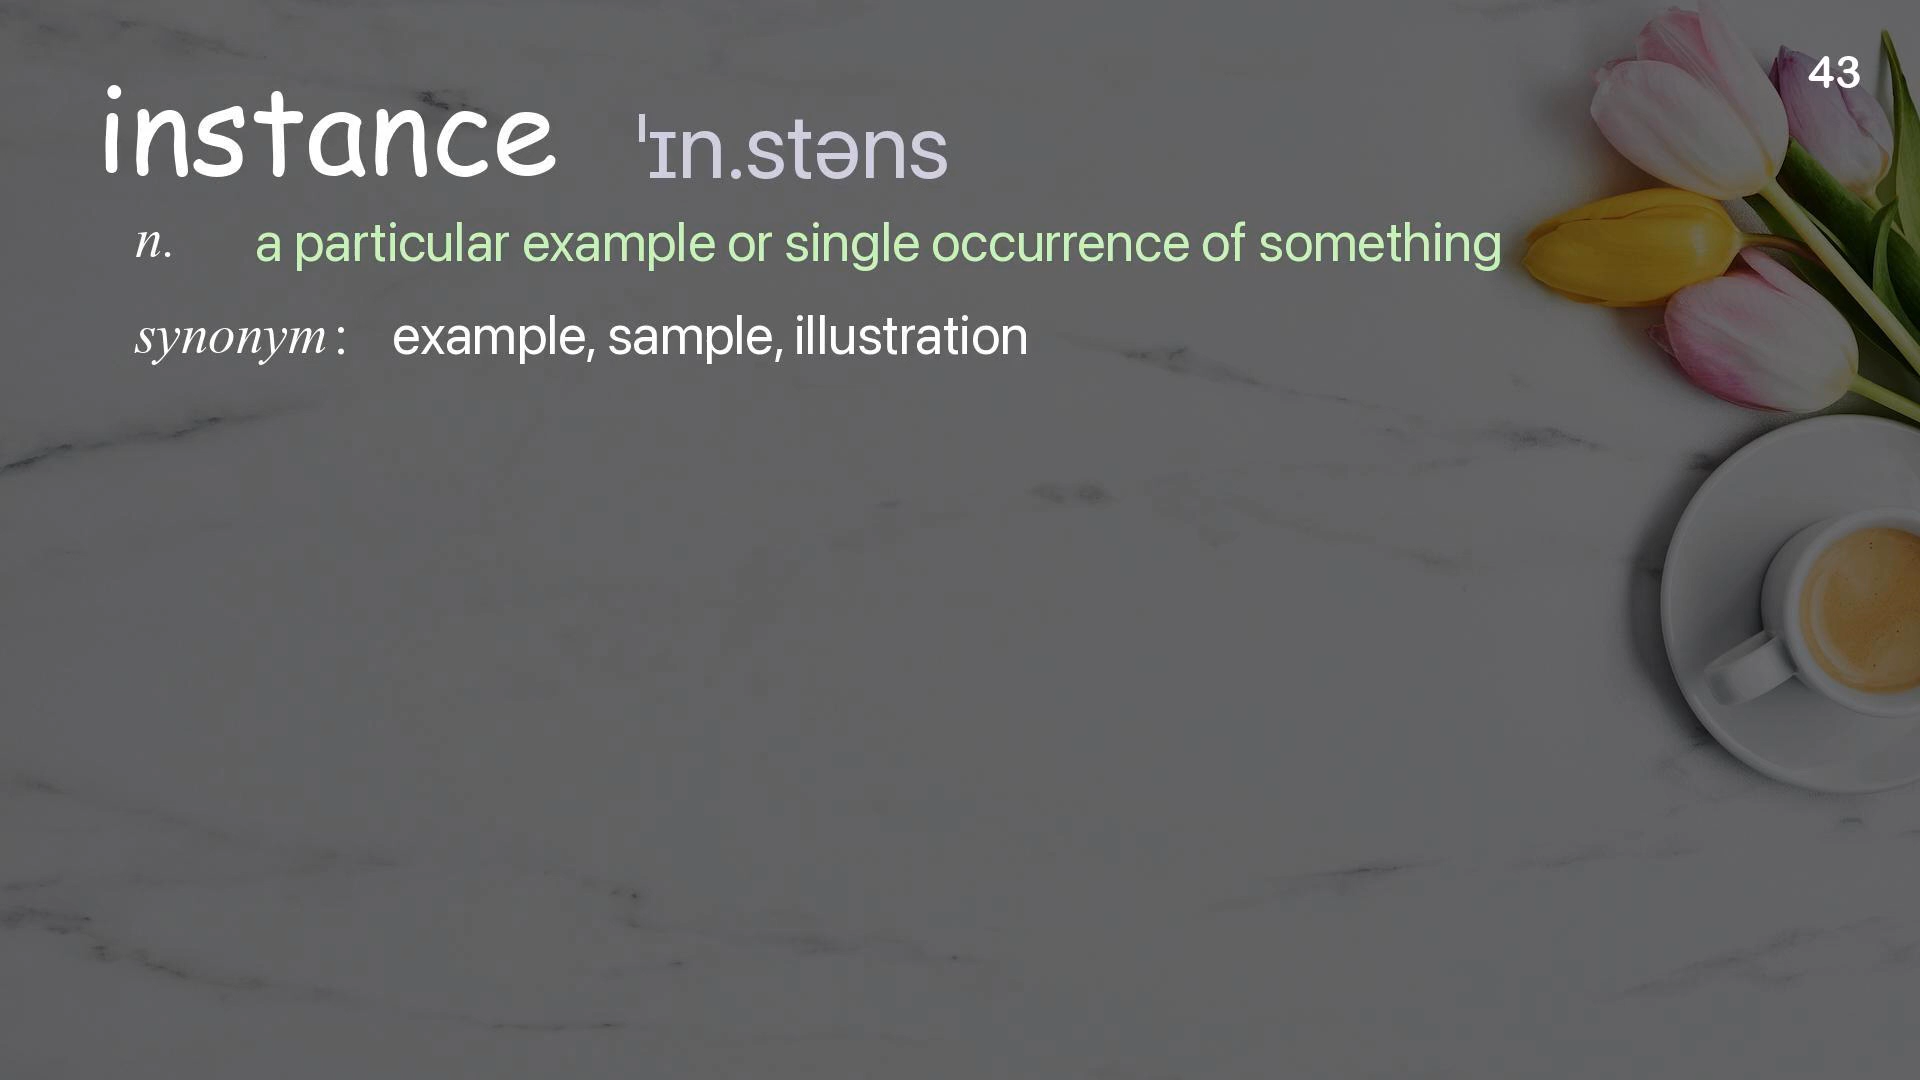 43
instance ˈɪn.stəns
n. a particular example or single occurrence of something
synonym: example, sample, illustration